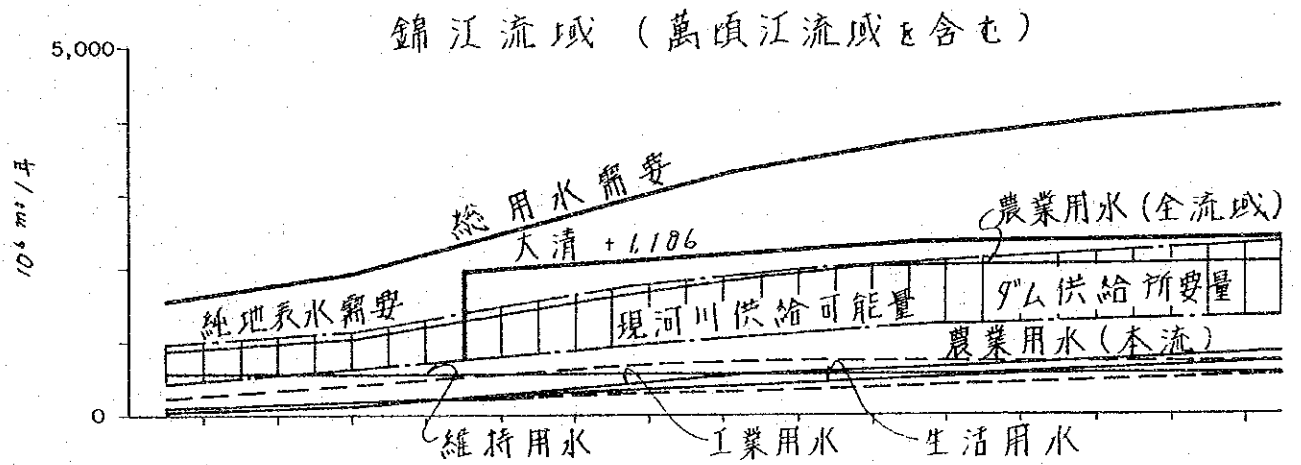 錦江流域 (萬頃江流域を含む)
5,000
10⁶ m³/年
総用水需要
農業用水(全流域)
大清 +1,186
純地表水需要
現河川供給可能量
ダム供給所要量
農業用水(本流)
0
維持用水
工業用水
生活用水